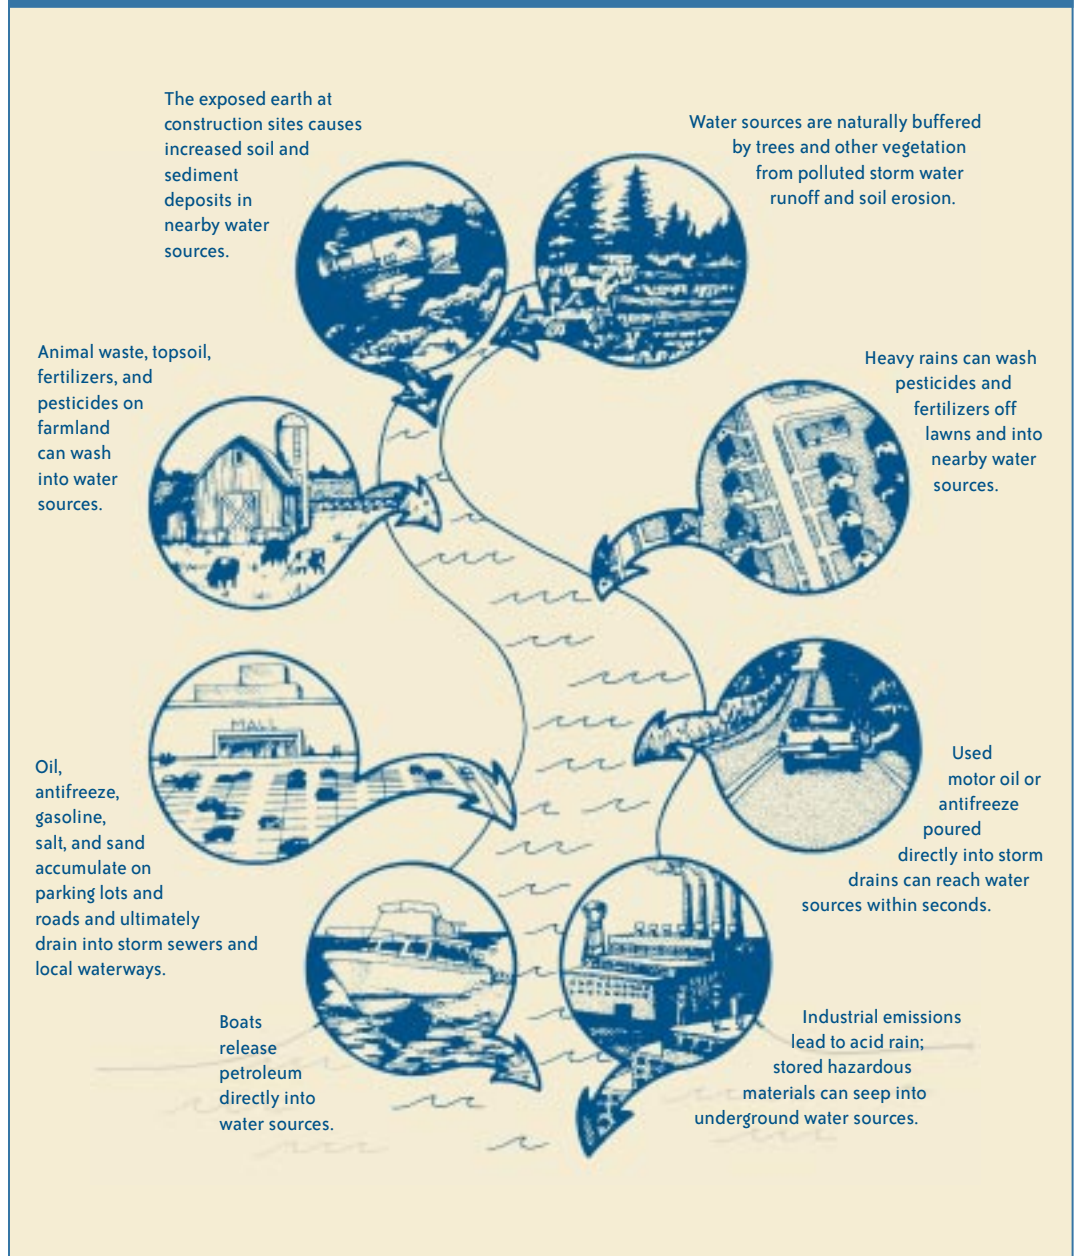 The exposed earth at
construction sites causes
increased soil and
sediment
deposits in
nearby water
sources.
Water sources are naturally buffered
by trees and other vegetation
from polluted storm water
runoff and soil erosion.
Animal waste, topsoil,
fertilizers, and
pesticides on
farmland
can wash
into water
sources.
Heavy rains can wash
pesticides and
fertilizers off
lawns and into
nearby water
sources.
MALL
Oil,
antifreeze,
gasoline,
salt, and sand
accumulate on
parking lots and
roads and ultimately
drain into storm sewers and
local waterways.
Used
motor oil or
antifreeze
poured
directly into storm
drains can reach water
sources within seconds.
Boats
release
petroleum
directly into
water sources.
Industrial emissions
lead to acid rain;
stored hazardous
materials can seep into
underground water sources.